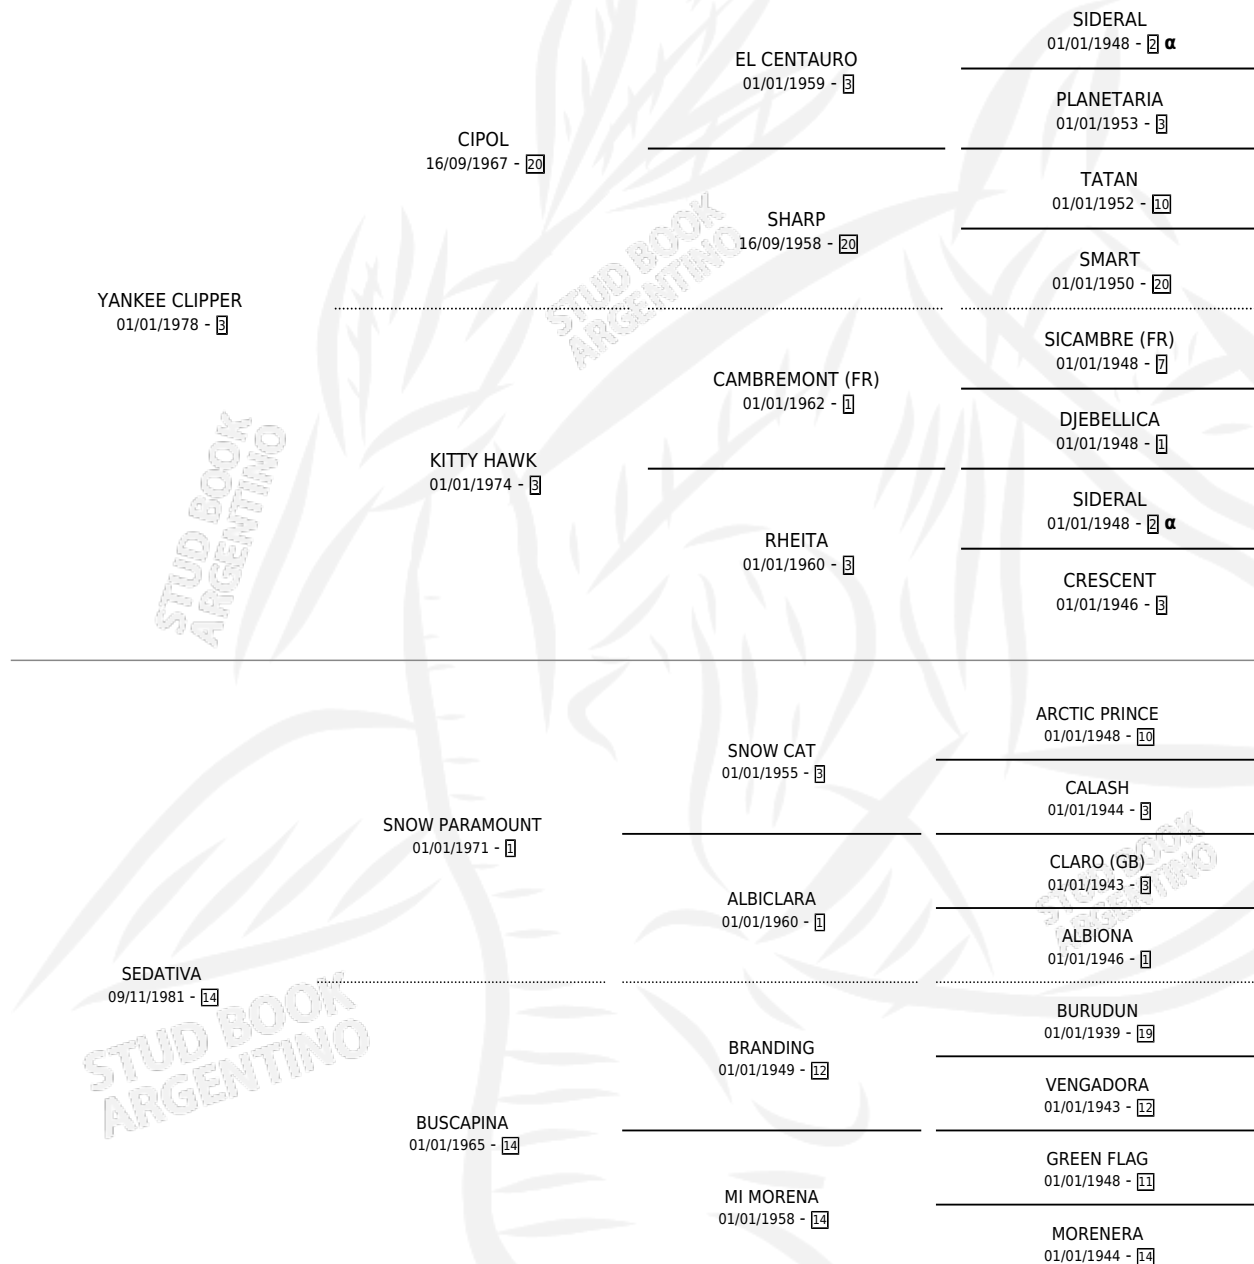 SIDERAL
01/01/1948 - 2 α
EL CENTAURO
01/01/1959 - 3
PLANETARIA
01/01/1953 - 3
CIPOL
16/09/1967 - 20
TATAN
01/01/1952 - 10
SHARP
16/09/1958 - 20
SMART
01/01/1950 - 20
YANKEE CLIPPER
01/01/1978 - 3
SICAMBRE (FR)
01/01/1948 - 7
CAMBREMONT (FR)
01/01/1962 - 1
DJEBELLICA
01/01/1948 - 1
KITTY HAWK
01/01/1974 - 3
SIDERAL
01/01/1948 - 2 α
RHEITA
01/01/1960 - 3
CRESCENT
01/01/1946 - 3
ARCTIC PRINCE
01/01/1948 - 10
SNOW CAT
01/01/1955 - 3
CALASH
01/01/1944 - 3
SNOW PARAMOUNT
01/01/1971 - 1
CLARO (GB)
01/01/1943 - 3
ALBICLARA
01/01/1960 - 1
ALBIONA
01/01/1946 - 1
SEDATIVA
09/11/1981 - 14
BURUDUN
01/01/1939 - 19
BRANDING
01/01/1949 - 12
VENGADORA
01/01/1943 - 12
BUSCAPINA
01/01/1965 - 14
GREEN FLAG
01/01/1948 - 11
MI MORENA
01/01/1958 - 14
MORENERA
01/01/1944 - 14
STUD BOOK
ARGENTINO
STUD BOOK
ARGENTINO
STUD BOOK
ARGENTINO
STUD BOOK
ARGENTINO